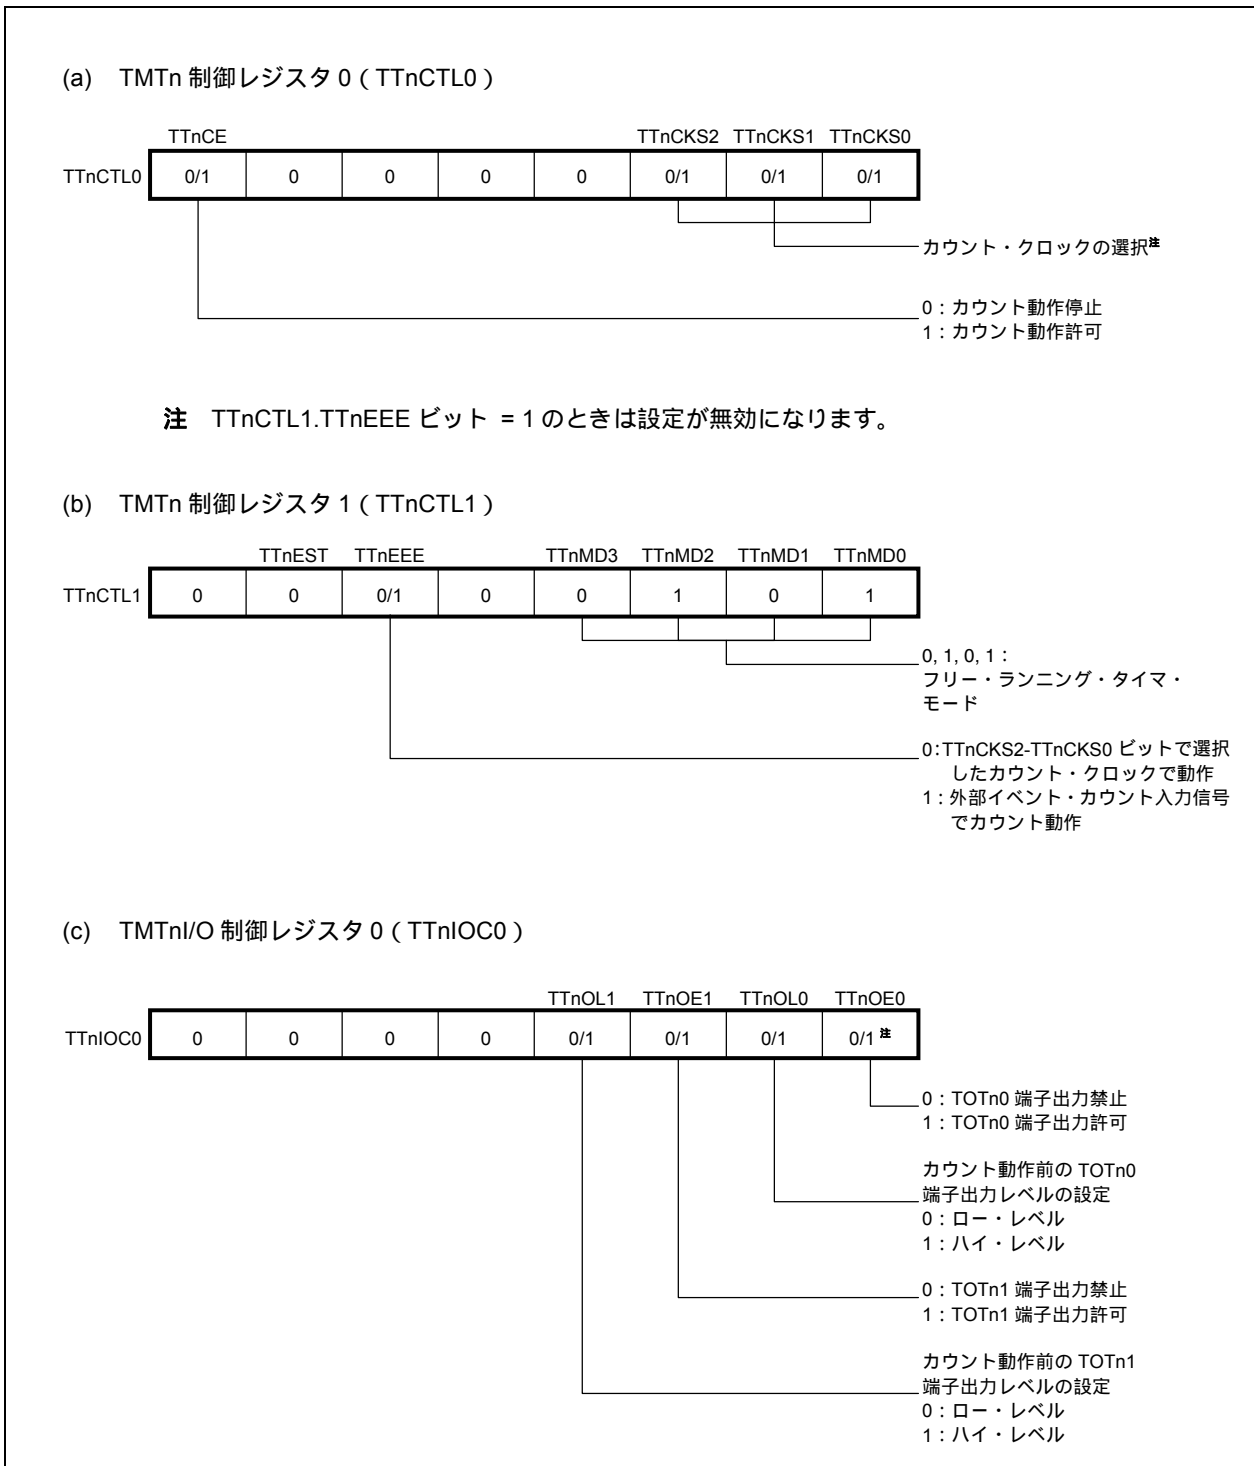 (a) TMTn 制御レジスタ 0（TTnCTL0）
TTnCE TTnCKS2 TTnCKS1 TTnCKS0
TTnCTL0 0/1 0 0 0 0 0/1 0/1 0/1
カウント・クロックの選択注
0：カウント動作停止
1：カウント動作許可
注 TTnCTL1.TTnEEE ビット = 1 のときは設定が無効になります。
(b) TMTn 制御レジスタ 1（TTnCTL1）
TTnEST TTnEEE TTnMD3 TTnMD2 TTnMD1 TTnMD0
TTnCTL1 0 0 0/1 0 0 1 0 1
0, 1, 0, 1：
フリー・ランニング・タイマ・
モード
0：TTnCKS2-TTnCKS0 ビットで選択
したカウント・クロックで動作
1：外部イベント・カウント入力信号
でカウント動作
(c) TMTnI/O 制御レジスタ 0（TTnIOC0）
TTnOL1 TTnOE1 TTnOL0 TTnOE0
TTnIOC0 0 0 0 0 0/1 0/1 0/1 0/1 注
0：TOTn0 端子出力禁止
1：TOTn0 端子出力許可
カウント動作前の TOTn0
端子出力レベルの設定
0：ロー・レベル
1：ハイ・レベル
0：TOTn1 端子出力禁止
1：TOTn1 端子出力許可
カウント動作前の TOTn1
端子出力レベルの設定
0：ロー・レベル
1：ハイ・レベル